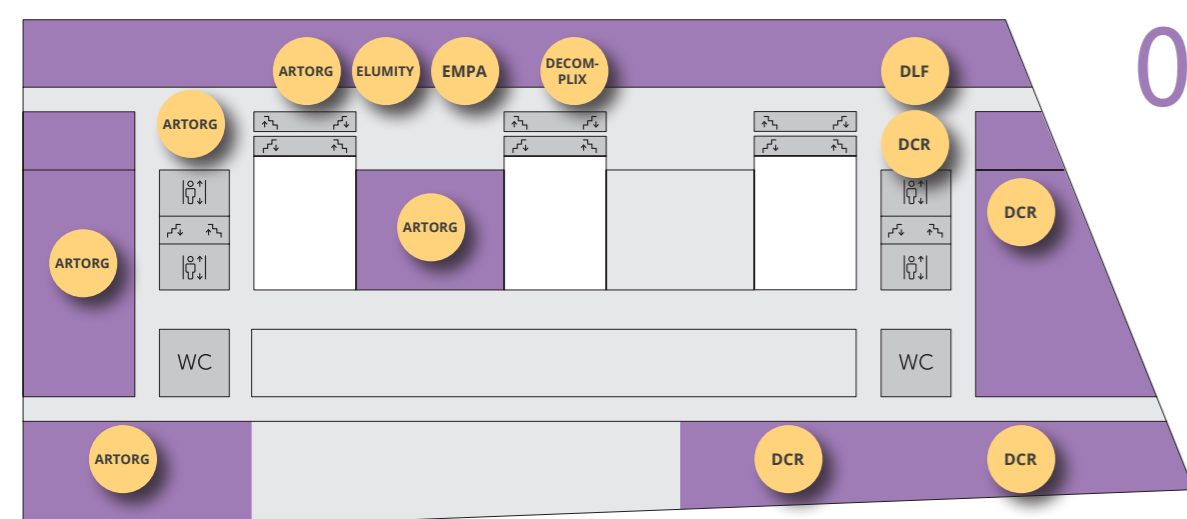 0
ARTORG
ELUMITY
EMPA
DECOM-
PLIX
DLF
ARTORG
DCR
DCR
ARTORG
ARTORG
WC
WC
ARTORG
DCR
DCR